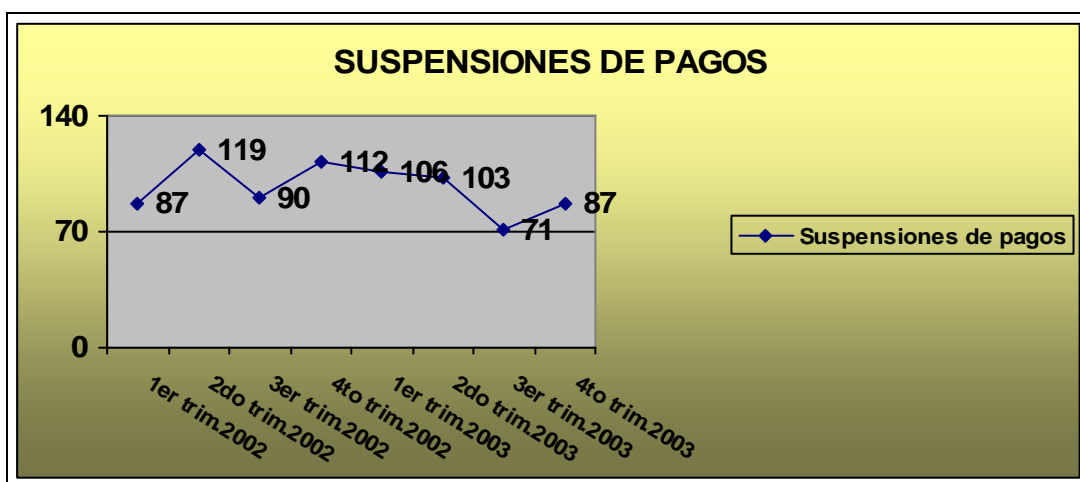 SUSPENSIONES DE PAGOS
140
70
0
87
119
90
112
106
103
71
87
1er trim.2002
2do trim.2002
3er trim.2002
4to trim.2002
1er trim.2003
2do trim.2003
3er trim.2003
4to trim.2003
Suspensiones de pagos